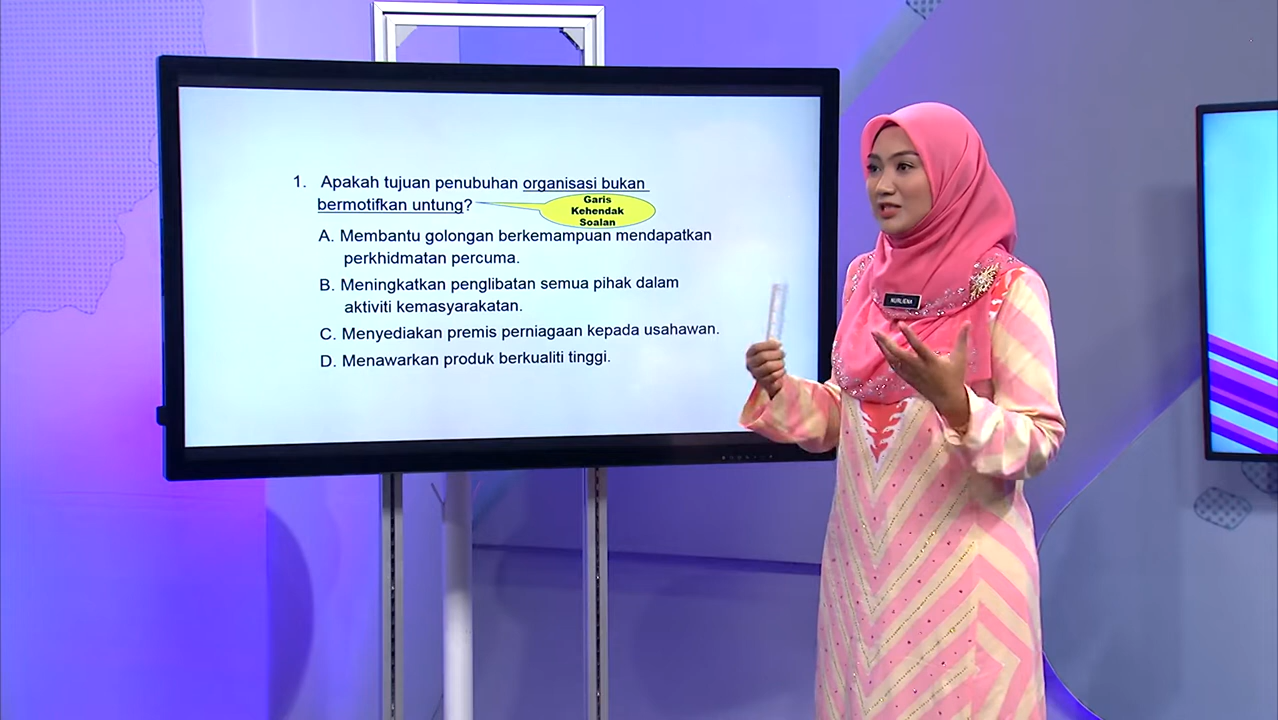 1. Apakah tujuan penubuhan organisasi bukan
bermotifkan untung?
Garis
Kehendak
Soalan
A. Membantu golongan berkemampuan mendapatkan
perkhidmatan percuma.
B. Meningkatkan penglibatan semua pihak dalam
aktiviti kemasyarakatan.
C. Menyediakan premis perniagaan kepada usahawan.
D. Menawarkan produk berkualiti tinggi.
NURLIENA